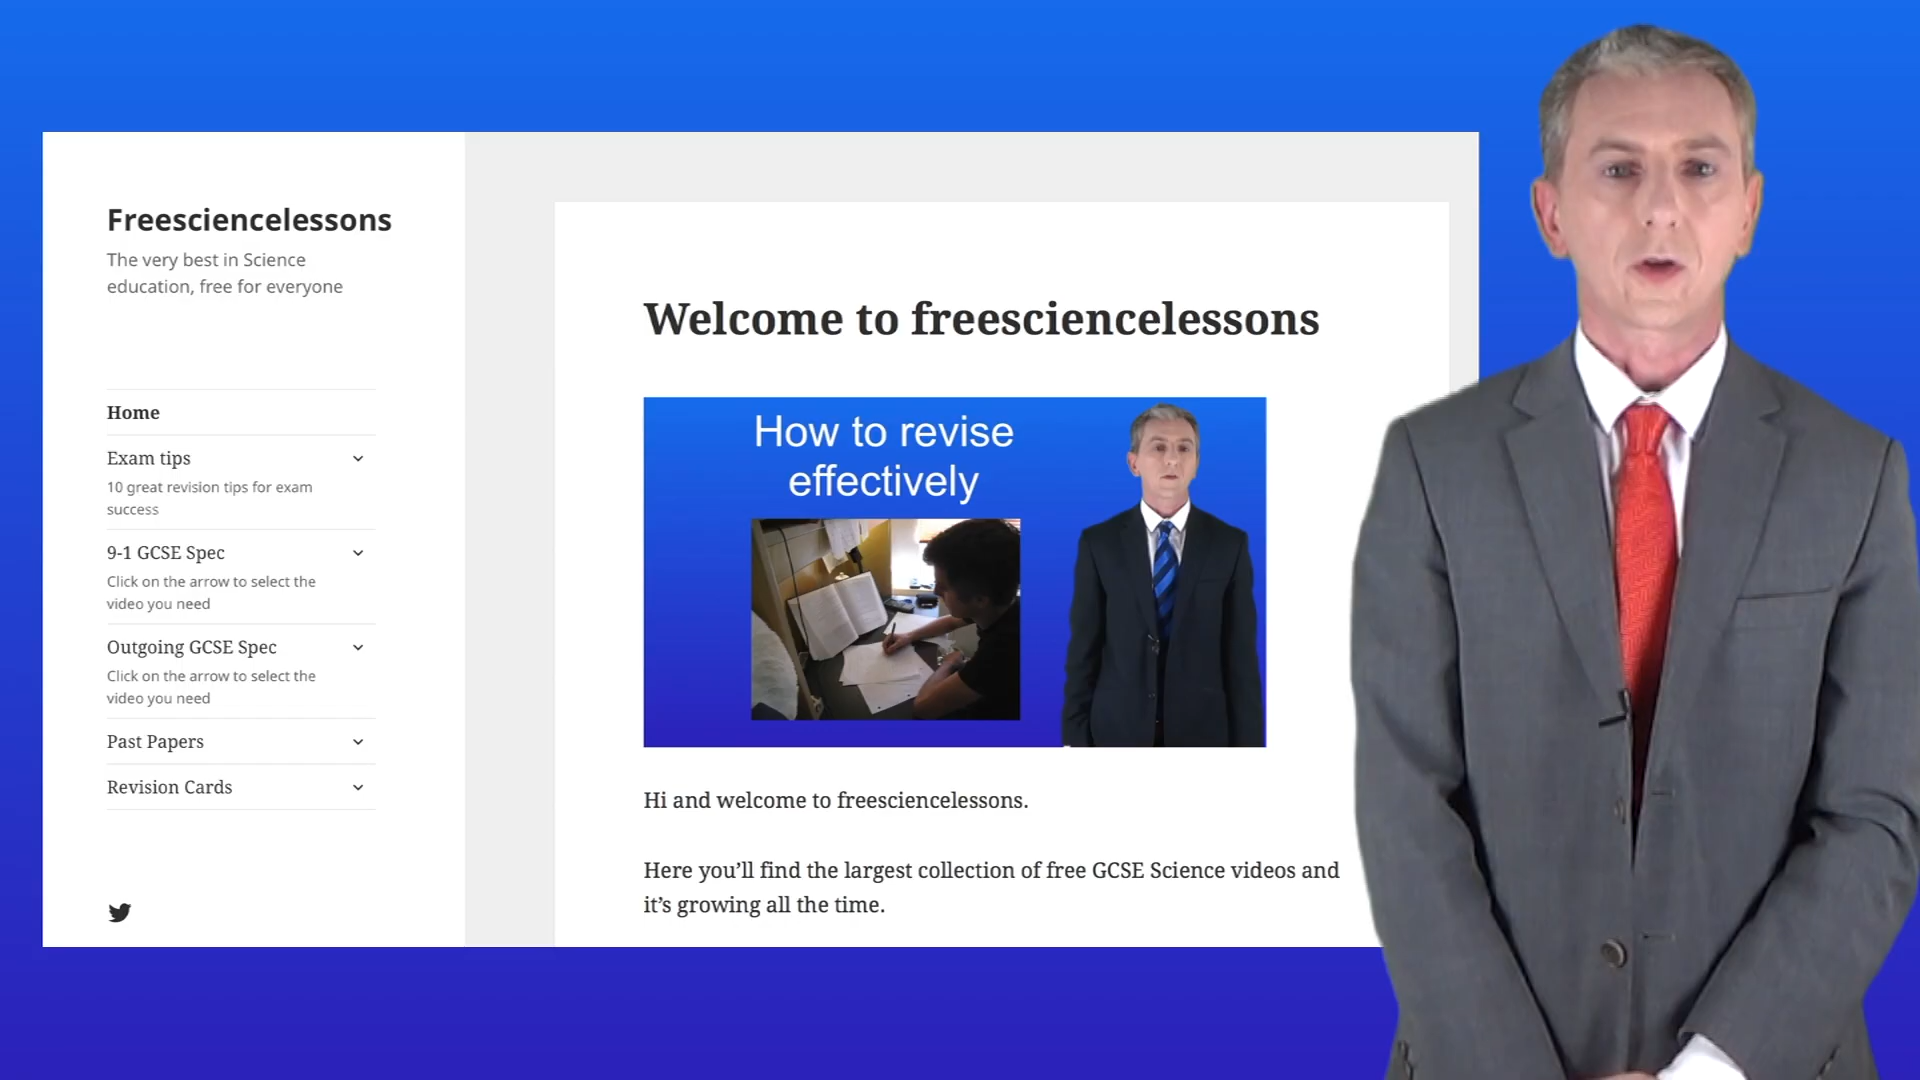 Freesciencelessons
The very best in Science
education, free for everyone
Home
Exam tips
10 great revision tips for exam
success
9-1 GCSE Spec
Click on the arrow to select the
video you need
Outgoing GCSE Spec
Click on the arrow to select the
video you need
Past Papers
Revision Cards
Welcome to freesciencelessons
How to revise
effectively
Hi and welcome to freesciencelessons.
Here you’ll find the largest collection of free GCSE Science videos and
it’s growing all the time.